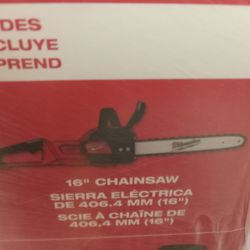 DES
CLUYE
PREND
Milwaukee
16" CHAINSAW
SIERRA ELÉCTRICA
DE 406.4 MM (16")
SCIE À CHAÎNE DE
406,4 MM (16")